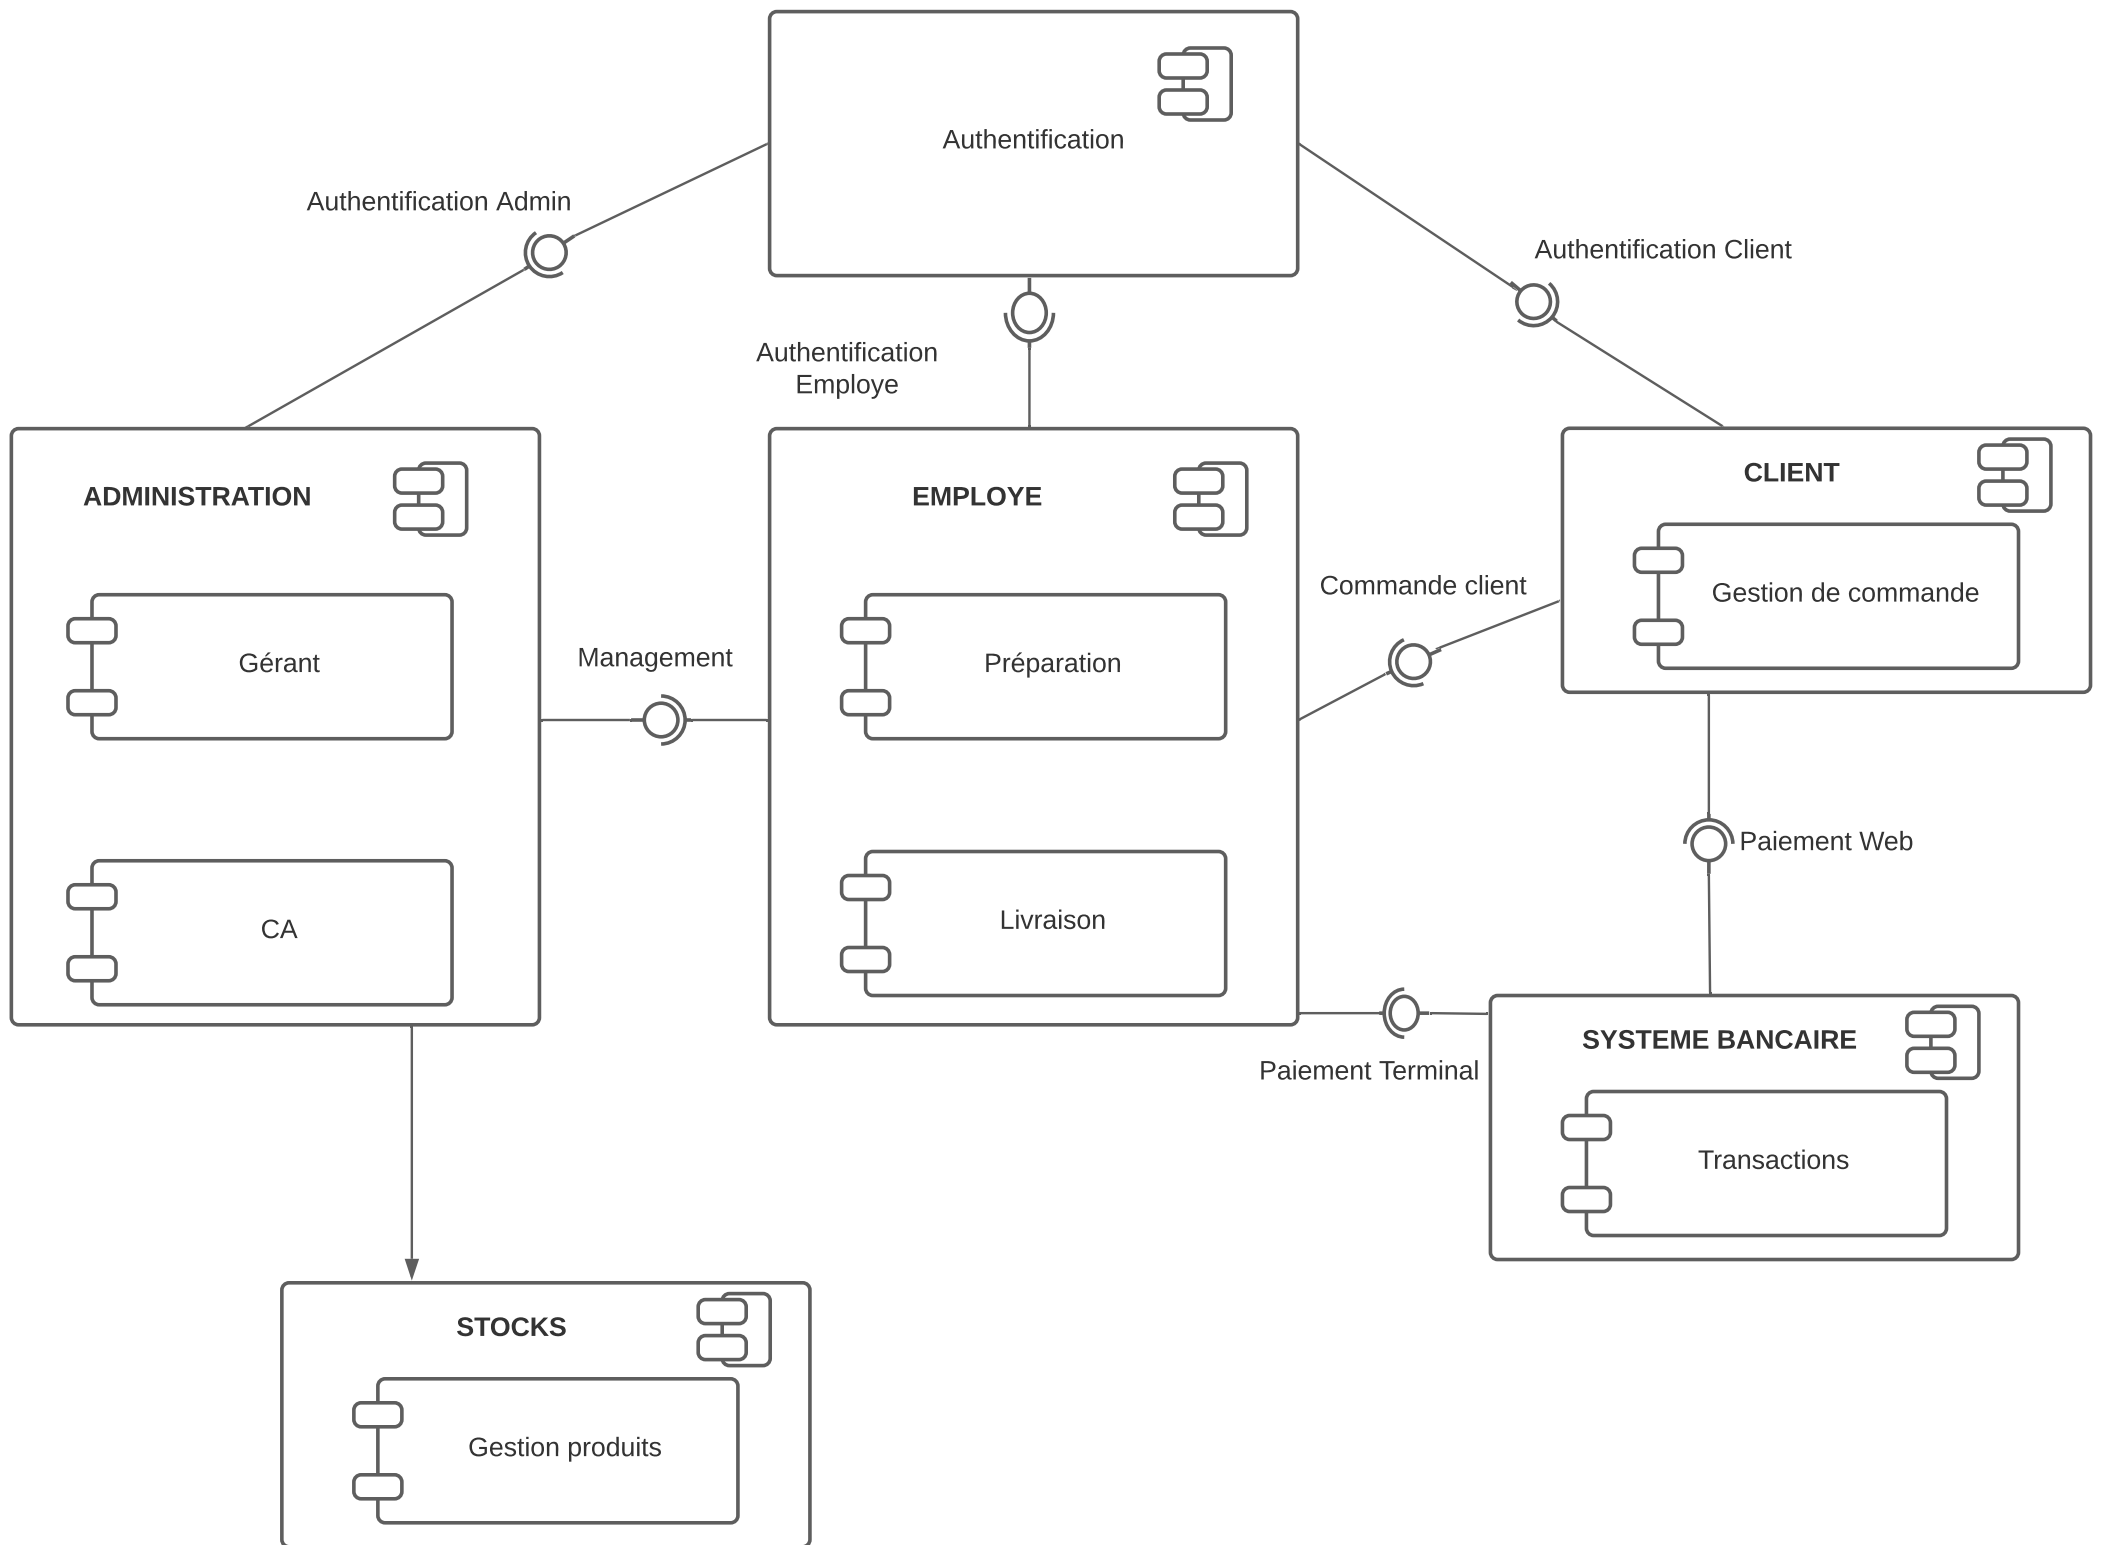 Authentification
Authentification Admin
Authentification Client
Authentification
Employe
ADMINISTRATION
EMPLOYE
CLIENT
Gestion de commande
Commande client
Gérant
Management
Préparation
Paiement Web
CA
Livraison
SYSTEME BANCAIRE
Paiement Terminal
Transactions
STOCKS
Gestion produits